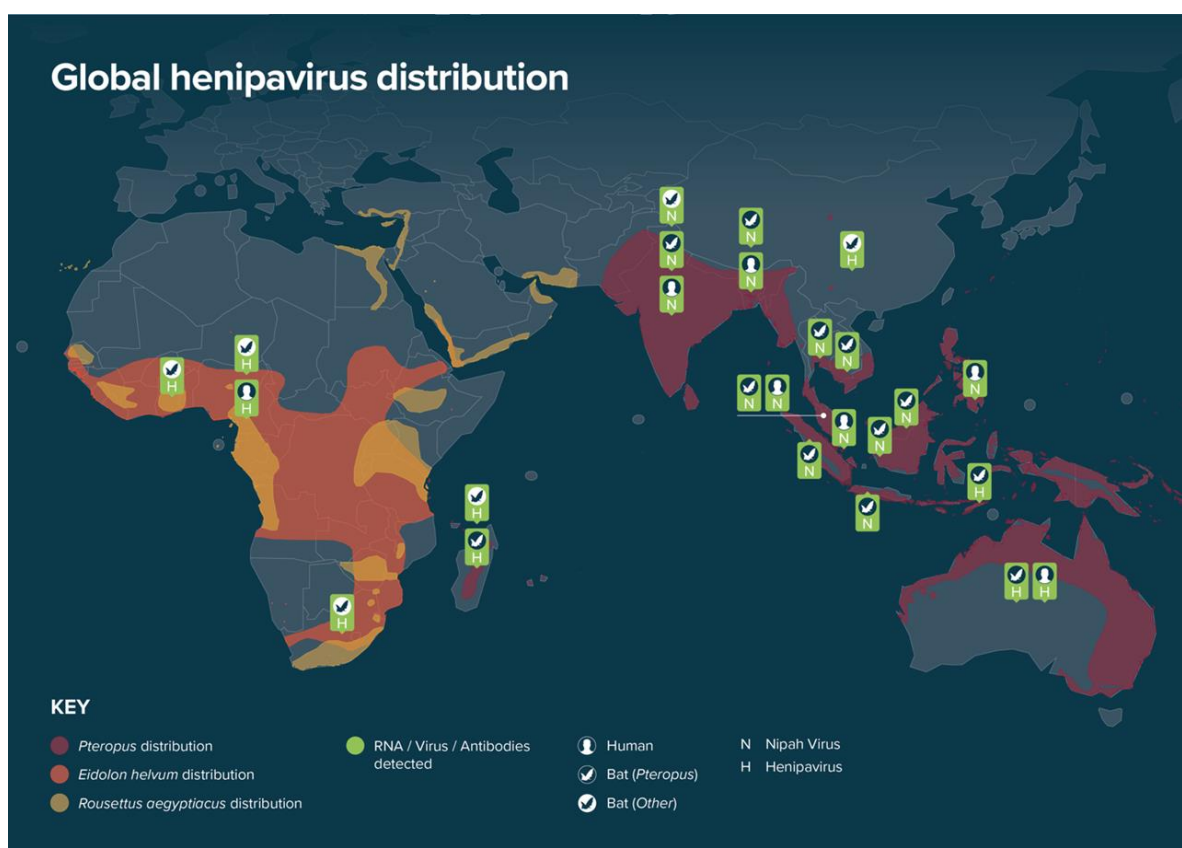 Global henipavirus distribution
N
N
N
N
N
H
N
N
H
H
H
N
N
N
N
N
N
N
H
N
H
H
H
H
H
KEY
Pteropus distribution
Eidolon helvum distribution
Rousettus aegyptiacus distribution
RNA / Virus / Antibodies
detected
Human
Bat (Pteropus)
Bat (Other)
N Nipah Virus
H Henipavirus